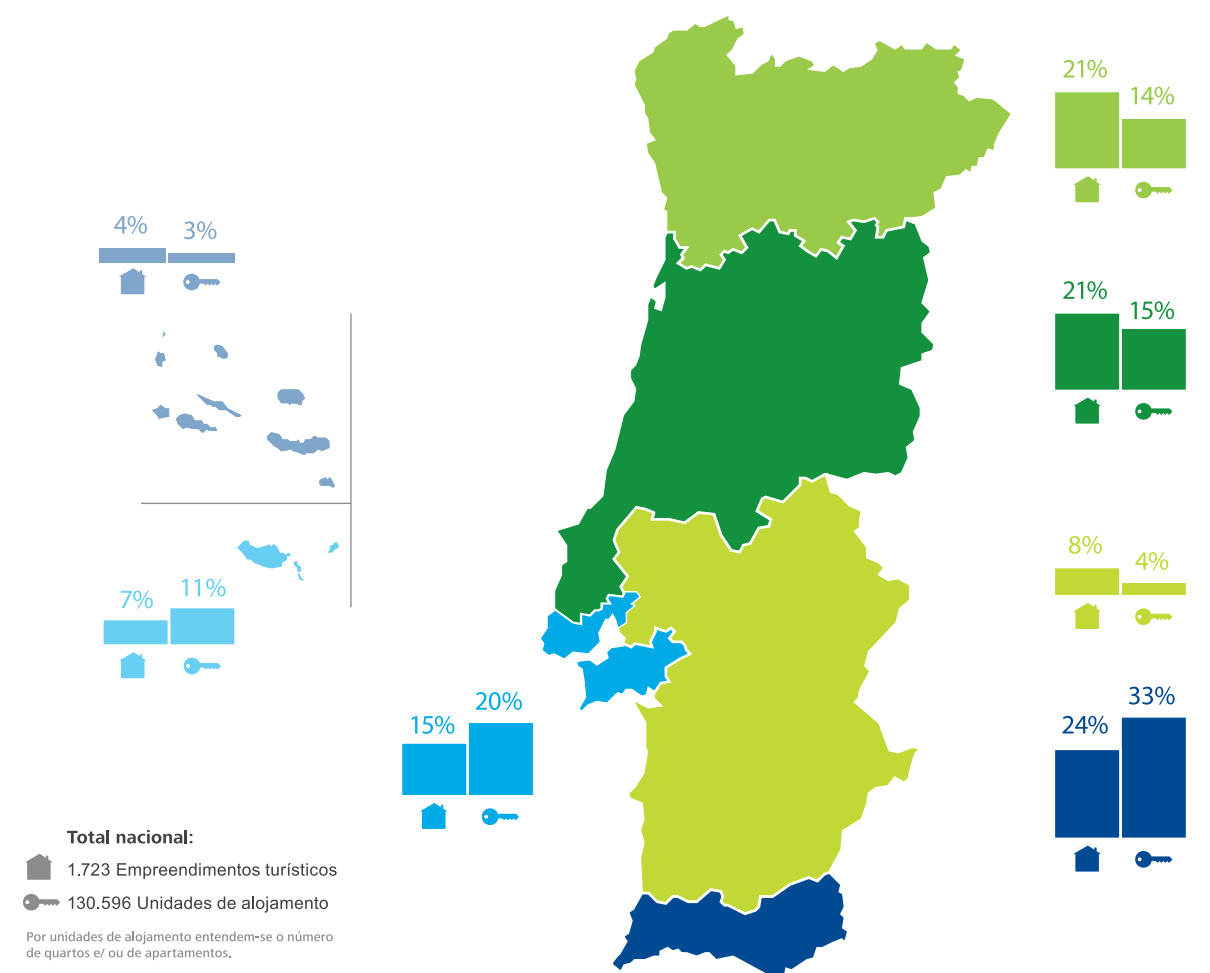 21%
14%
4%
3%
21%
15%
8%
4%
7%
11%
15%
20%
24%
33%
Total nacional:
1.723 Empreendimentos turísticos
130.596 Unidades de alojamento
Por unidades de alojamento entendem-se o número
de quartos e/ ou de apartamentos.